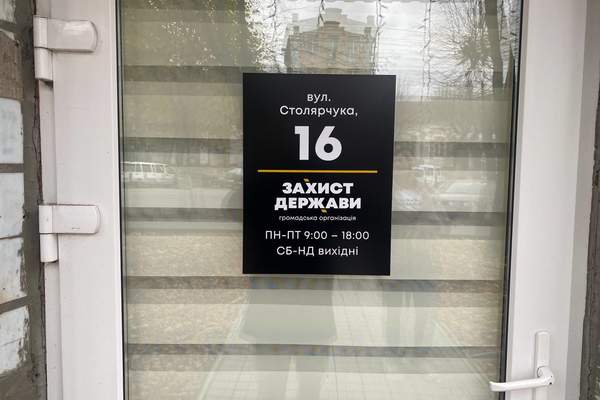 вул.
Столярчука,
16
ЗАХИСТ
ДЕРЖАВИ
громадська організація
ПН-ПТ 9:00 – 18:00
СБ-НД вихідні